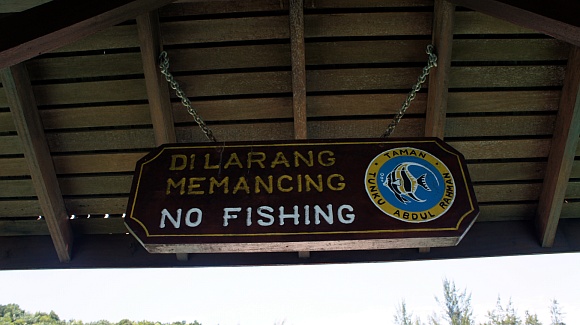 DI LARANG
MEMANCING
NO FISHING
TAMAN
TUNKU ABDUL RAHMAN